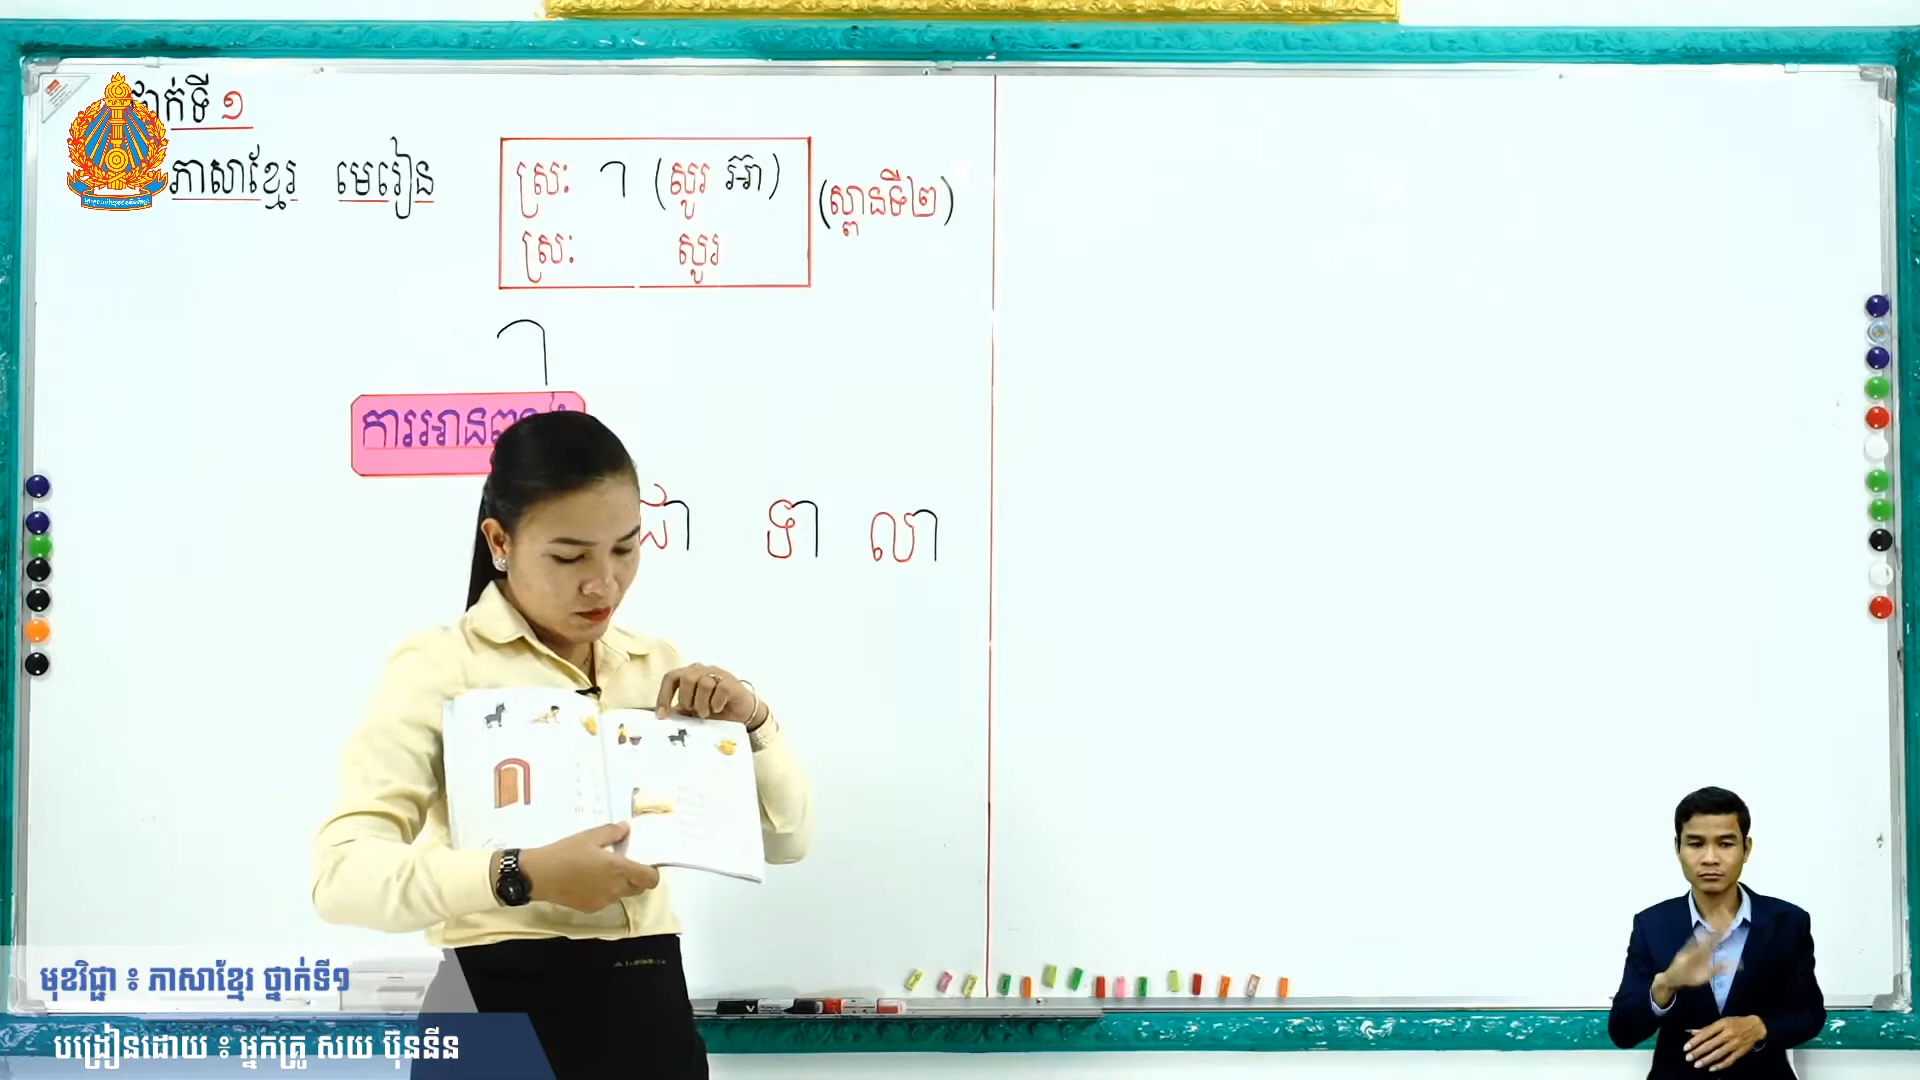 ថ្នាក់ទី ១
ភាសាខ្មែរ មេរៀន
ស្រៈ ា (សូរ អ៊ា)
ស្រៈ សូរ
(ស្ពានទី២)
ា
ការអាន
ជា ទា លា
មុខវិជ្ជា ៖ ភាសាខ្មែរ ថ្នាក់ទី១
បង្រៀនដោយ ៖ អ្នកគ្រូ សយ ប៊ុននីន